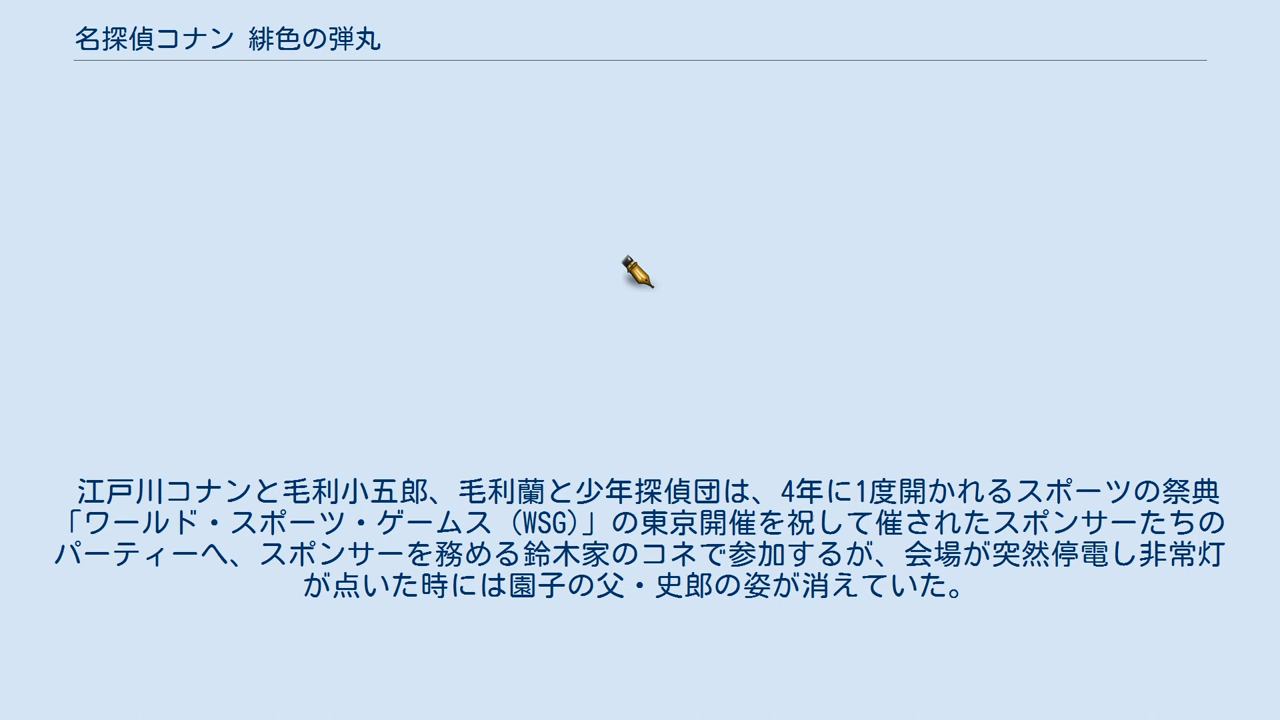 名探偵コナン 緋色の弾丸
江戸川コナンと毛利小五郎、毛利蘭と少年探偵団は、4年に1度開かれるスポーツの祭典
「ワールド・スポーツ・ゲームス (WSG)」の東京開催を祝して催されたスポンサーたちの
パーティーへ、スポンサーを務める鈴木家のコネで参加するが、会場が突然停電し非常灯
が点いた時には園子の父・史郎の姿が消えていた。